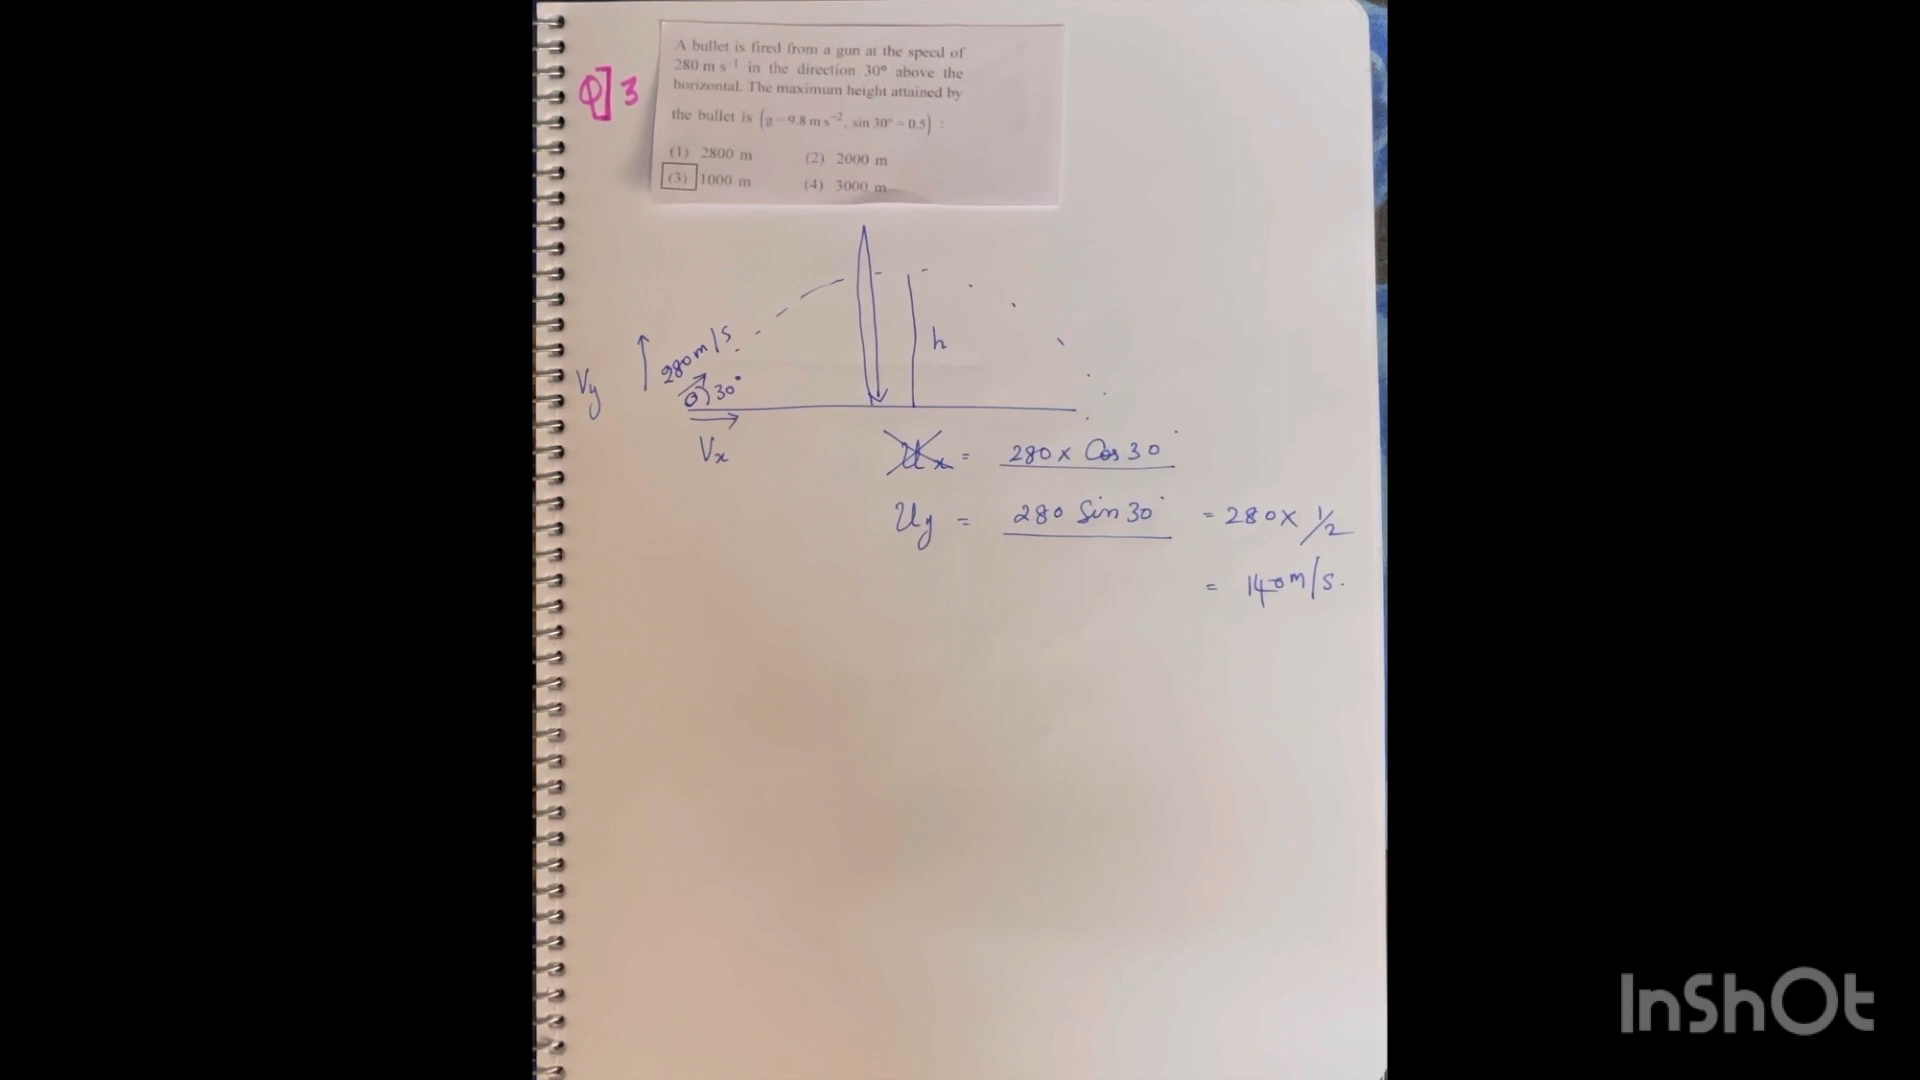 Q] 3
A bullet is fired from a gun at the speed of
280 m s⁻¹ in the direction 30° above the
horizontal. The maximum height attained by
the bullet is (g = 9.8 m s⁻², sin 30° = 0.5) :
(1) 2800 m (2) 2000 m
(3) 1000 m (4) 3000 m
280 m/s.
h
Vy
θ 30°
Vx
Ux = 280 x Cos 30°
Uy = 280 Sin 30° = 280 x 1/2
= 140 m/s.
InShOt